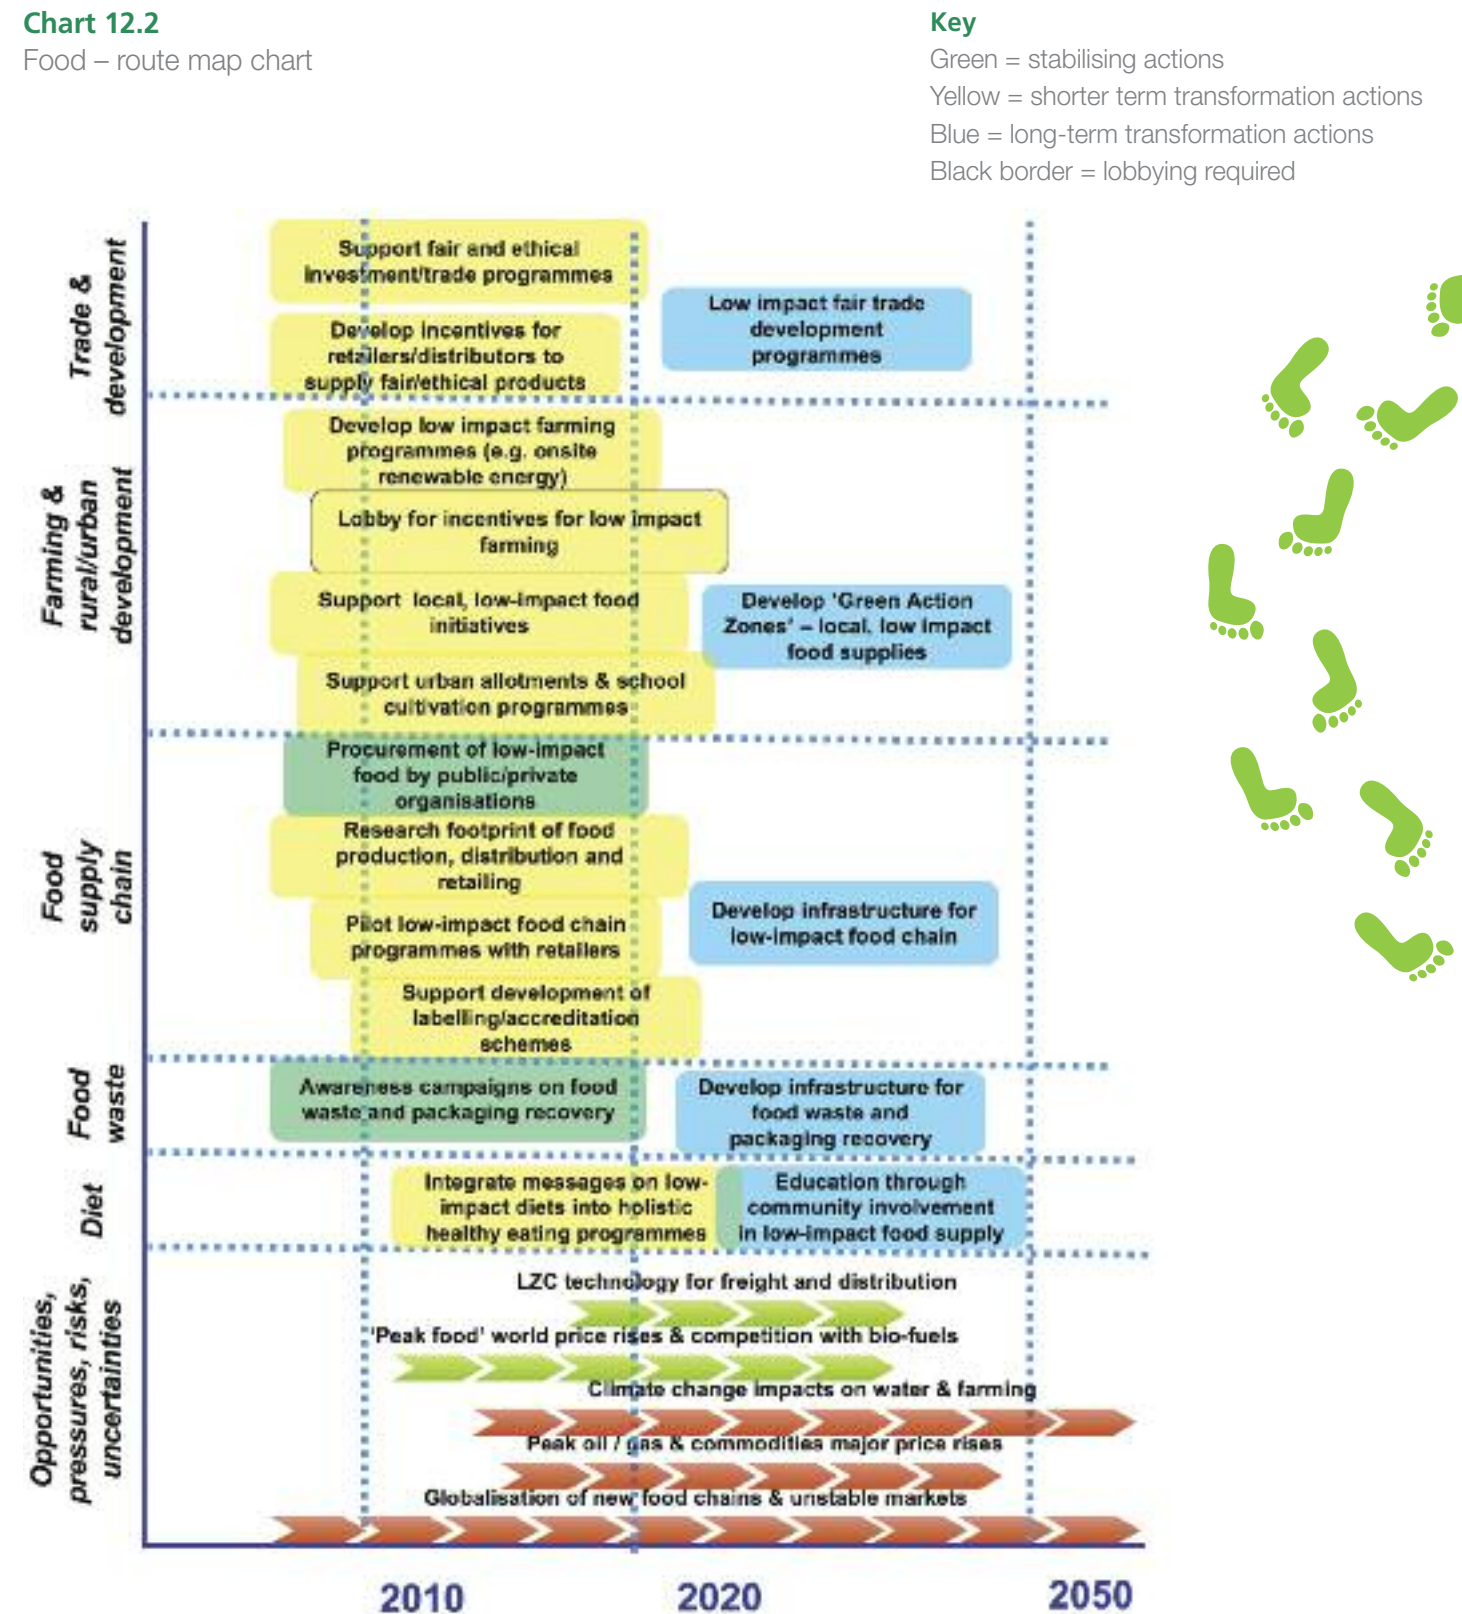 Chart 12.2
Food – route map chart
Key
Green = stabilising actions
Yellow = shorter term transformation actions
Blue = long-term transformation actions
Black border = lobbying required
Trade &
development
Support fair and ethical
investment/trade programmes
Develop incentives for
retailers/distributors to
supply fair/ethical products
Low impact fair trade
development
programmes
Farming &
rural/urban
development
Develop low impact farming
programmes (e.g. onsite
renewable energy)
Lobby for incentives for low impact
farming
Support local, low-impact food
initiatives
Support urban allotments & school
cultivation programmes
Develop 'Green Action
Zones' – local, low impact
food supplies
Food
supply
chain
Procurement of low-impact
food by public/private
organisations
Research footprint of food
production, distribution and
retailing
Pilot low-impact food chain
programmes with retailers
Support development of
labelling/accreditation
schemes
Develop infrastructure for
low-impact food chain
Food
waste
Awareness campaigns on food
waste and packaging recovery
Develop infrastructure for
food waste and
packaging recovery
Diet
Integrate messages on low-
impact diets into holistic
healthy eating programmes
Education through
community involvement
in low-impact food supply
Opportunities,
pressures, risks,
uncertainties
LZC technology for freight and distribution
'Peak food' world price rises & competition with bio-fuels
Climate change impacts on water & farming
Peak oil / gas & commodities major price rises
Globalisation of new food chains & unstable markets
2010
2020
2050